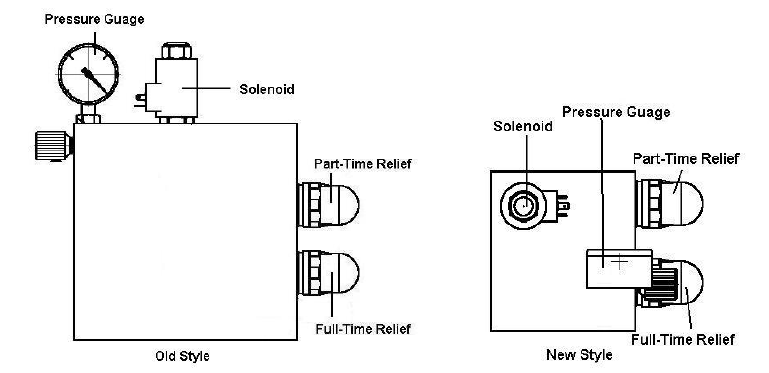 Pressure Guage
Solenoid
Part-Time Relief
Full-Time Relief
Old Style
Pressure Guage
Solenoid
Part-Time Relief
Full-Time Relief
New Style